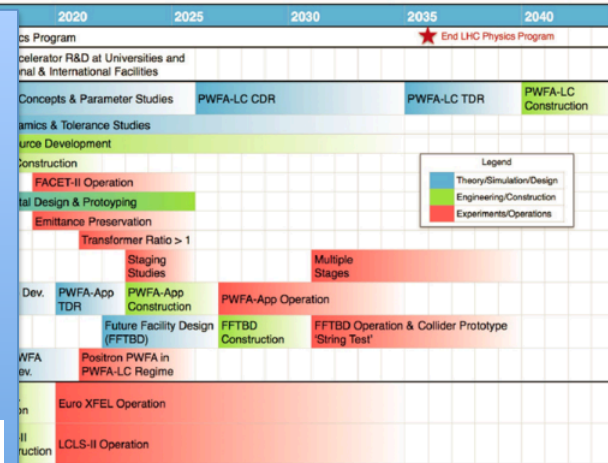 2020 2025 2030 2035 2040
cs Program
End LHC Physics Program
celerator R&D at Universities and
nal & International Facilities
Concepts & Parameter Studies
PWFA-LC CDR
PWFA-LC TDR
PWFA-LC
Construction
amics & Tolerance Studies
urce Development
Construction
FACET-II Operation
tal Design & Protoyping
Emittance Preservation
Transformer Ratio > 1
Staging
Studies
Multiple
Stages
Legend
Theory/Simulation/Design
Engineering/Construction
Experiments/Operations
Dev.
PWFA-App
TDR
PWFA-App
Construction
PWFA-App Operation
Future Facility Design
(FFTBD)
FFTBD
Construction
FFTBD Operation & Collider Prototype
'String Test'
WFA
ev.
Positron PWFA in
PWFA-LC Regime
on
Euro XFEL Operation
-II
ruction
LCLS-II Operation